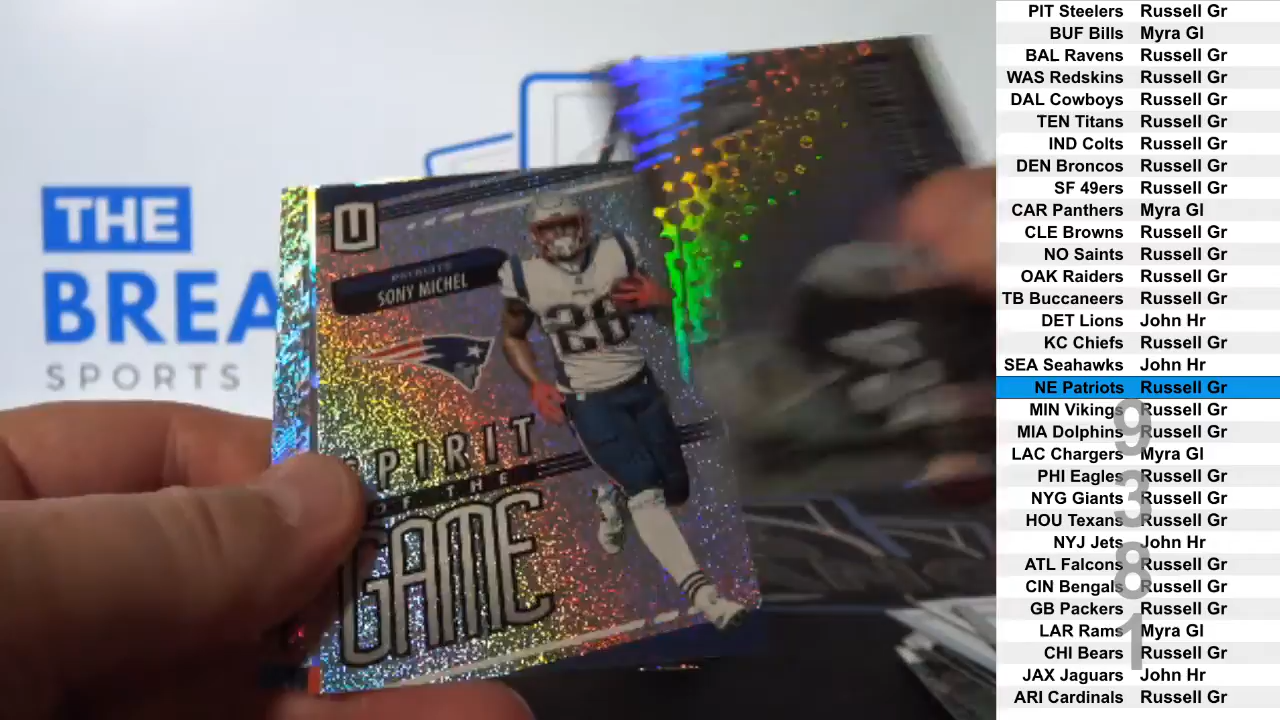 THE
BREA
SPORTS
U
PATRIOTS
SONY MICHEL
26
SPIRIT
OF THE
GAME
PIT Steelers Russell Gr
BUF Bills Myra Gl
BAL Ravens Russell Gr
WAS Redskins Russell Gr
DAL Cowboys Russell Gr
TEN Titans Russell Gr
IND Colts Russell Gr
DEN Broncos Russell Gr
SF 49ers Russell Gr
CAR Panthers Myra Gl
CLE Browns Russell Gr
NO Saints Russell Gr
OAK Raiders Russell Gr
TB Buccaneers Russell Gr
DET Lions John Hr
KC Chiefs Russell Gr
SEA Seahawks John Hr
NE Patriots Russell Gr
MIN Vikings Russell Gr
MIA Dolphins Russell Gr
LAC Chargers Myra Gl
PHI Eagles Russell Gr
NYG Giants Russell Gr
HOU Texans Russell Gr
NYJ Jets John Hr
ATL Falcons Russell Gr
CIN Bengals Russell Gr
GB Packers Russell Gr
LAR Rams Myra Gl
CHI Bears Russell Gr
JAX Jaguars John Hr
ARI Cardinals Russell Gr
9
3
8
1